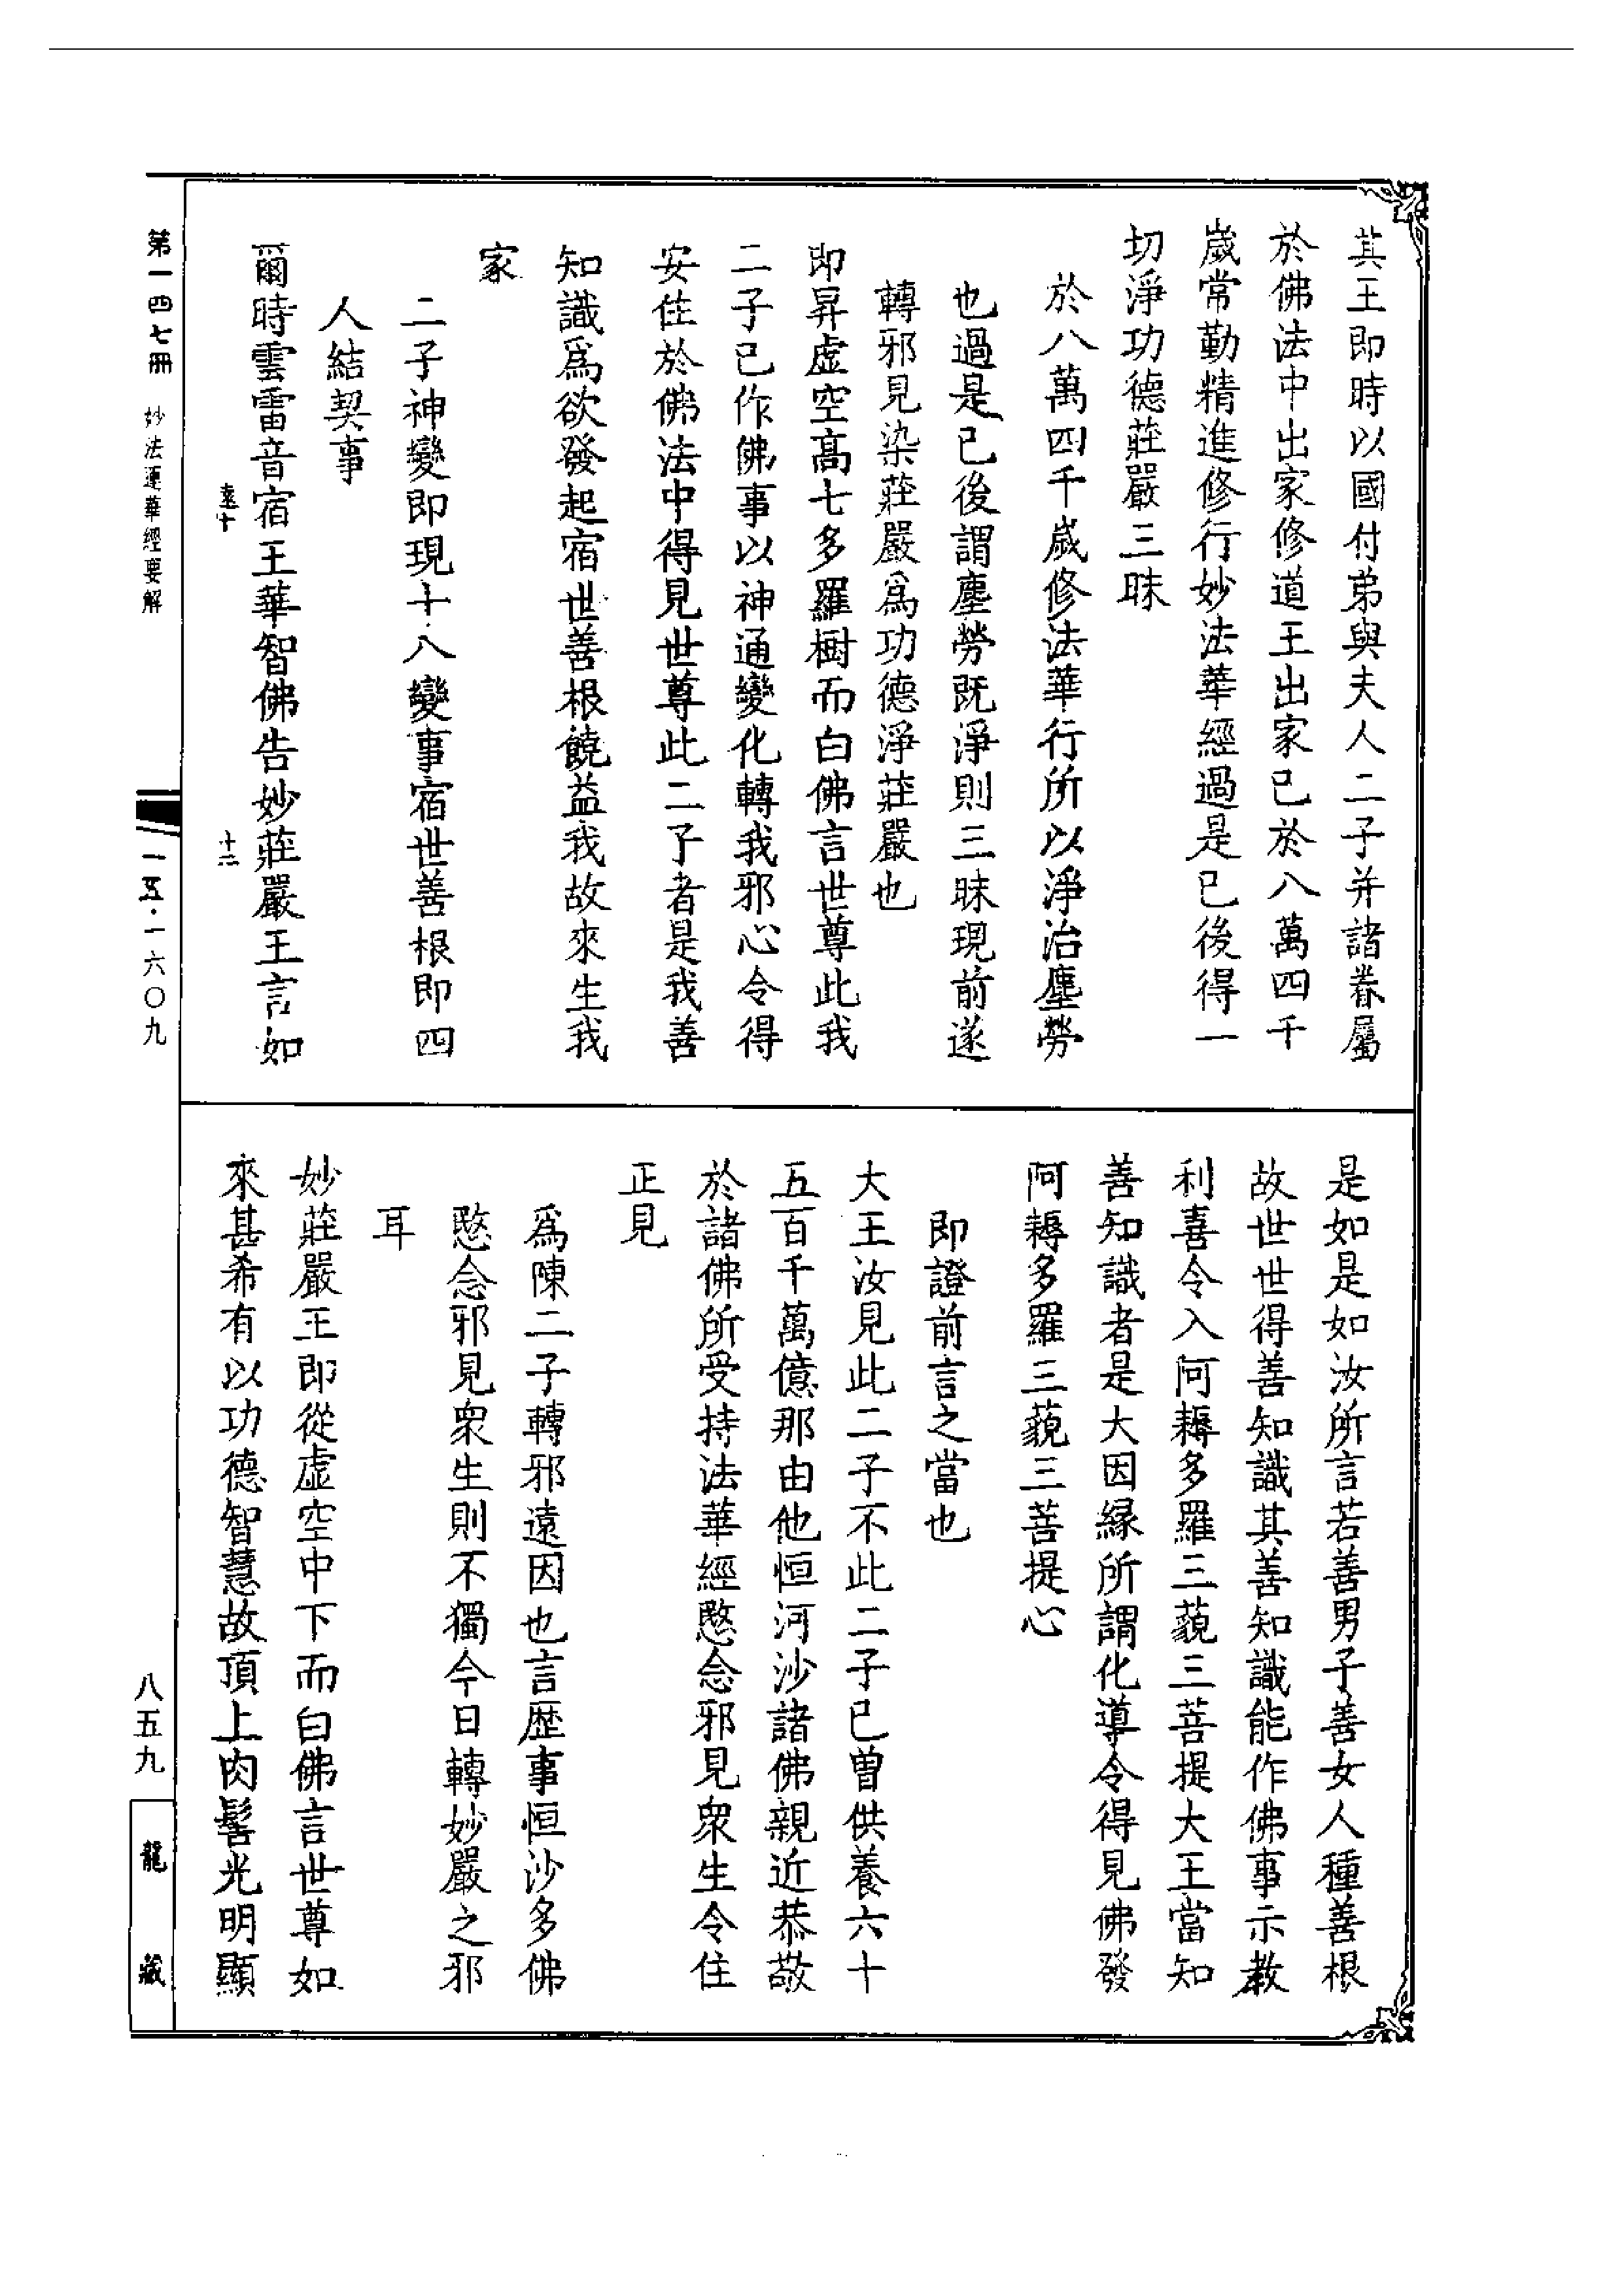 其王即時以國付弟與夫人二子并諸眷屬
於佛法中出家修道王出家已於八萬四千
歲常勤精進修行妙法華經過是已後得一
切淨功德莊嚴三昧
於八萬四千歲修法華行所以淨治塵勞
也過是已後謂塵勞既淨則三昧現前遂
轉邪見染莊嚴爲功德淨莊嚴也
即昇虛空高七多羅樹而白佛言世尊此我
二子已作佛事以神通變化轉我邪心令得
安住於佛法中得見世尊此二子者是我善
知識爲欲發起宿世善根饒益我故來生我
家
二子神變即現十八變事宿世善根即四
人結契事
爾時雲雷音宿王華智佛告妙莊嚴王言如
遠十
十二
是如是如汝所言若善男子善女人種善根
故世世得善知識其善知識能作佛事示教
利喜令入阿耨多羅三藐三菩提大王當知
善知識者是大因緣所謂化導令得見佛發
阿耨多羅三藐三菩提心
即證前言之當也
大王汝見此二子不此二子已曾供養六十
五百千萬億那由他恒河沙諸佛親近恭敬
於諸佛所受持法華經愍念邪見衆生令住
正見
爲陳二子轉邪遠因也言歷事恒沙多佛
愍念邪見衆生則不獨今日轉妙嚴之邪
耳
妙莊嚴王即從虛空中下而白佛言世尊如
來甚希有以功德智慧故頂上肉髻光明顯
第一四七冊
妙法蓮華經要解
一五·一六〇九
八五九
龍藏